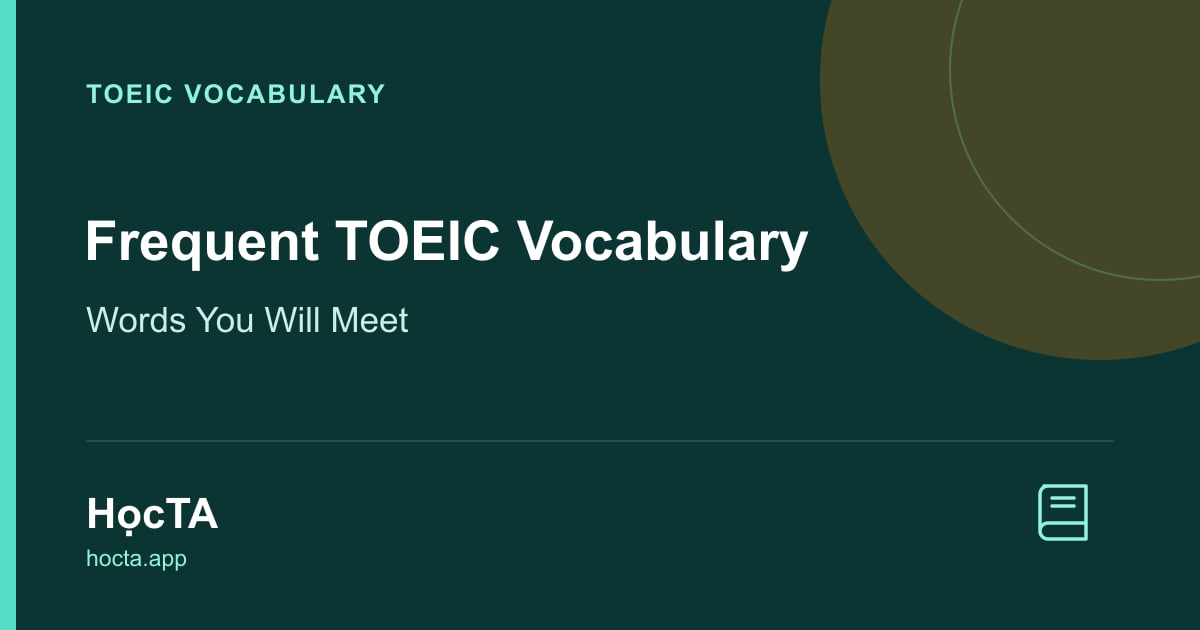 TOEIC VOCABULARY
Frequent TOEIC Vocabulary
Words You Will Meet
HọcTA
hocta.app